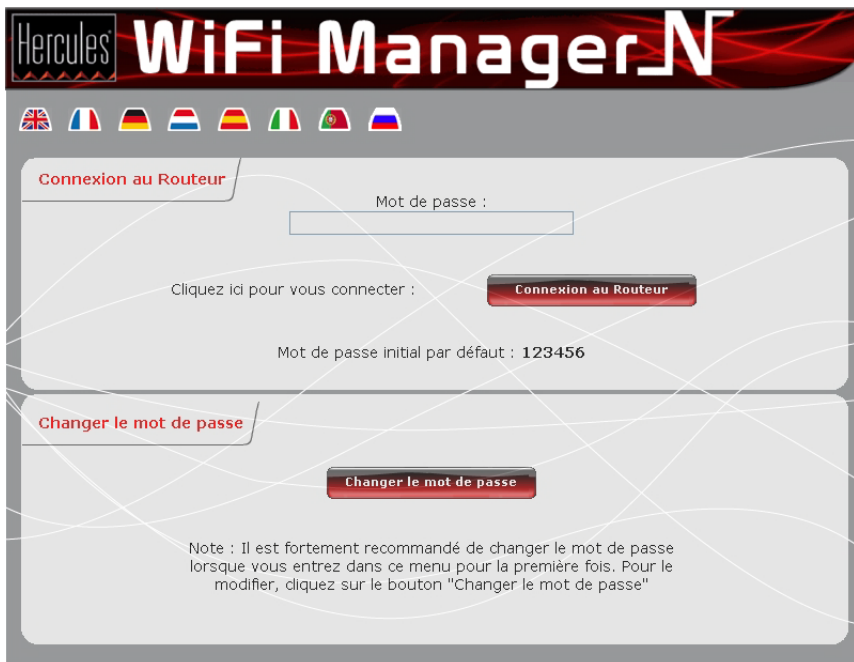 Hercules WiFi Manager N
Connexion au Routeur
Mot de passe :
Cliquez ici pour vous connecter :
Connexion au Routeur
Mot de passe initial par défaut : 123456
Changer le mot de passe
Changer le mot de passe
Note : Il est fortement recommandé de changer le mot de passe
lorsque vous entrez dans ce menu pour la première fois. Pour le
modifier, cliquez sur le bouton "Changer le mot de passe"